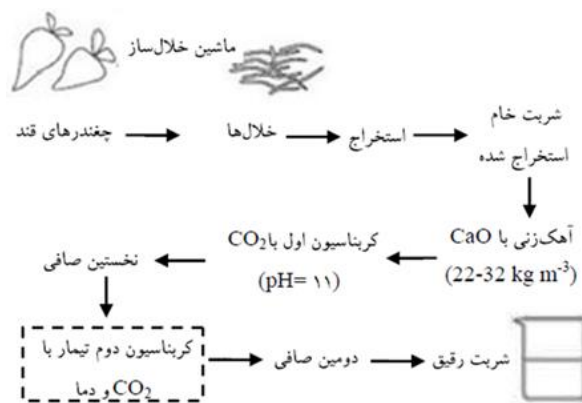 ماشین خلال‌ساز
چغندرهای قند
خلال‌ها
استخراج
شربت خام
استخراج شده
آهک‌زنی با CaO
(22-32 kg m-3)
کربناسیون اول با CO2
(pH= ۱۱)
نخستین صافی
کربناسیون دوم تیمار با
CO2 و دما
دومین صافی
شربت رقیق